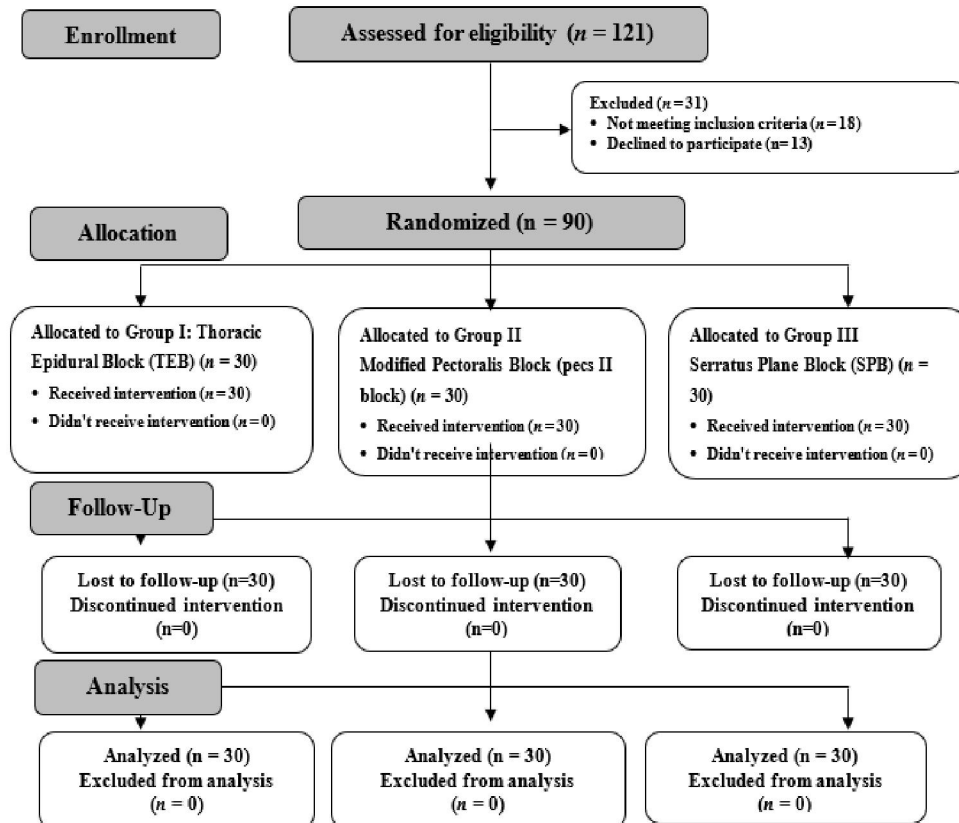 Enrollment
Assessed for eligibility (n = 121)
Excluded (n = 31)
• Not meeting inclusion criteria (n = 18)
• Declined to participate (n= 13)
Randomized (n = 90)
Allocation
Allocated to Group I: Thoracic
Epidural Block (TEB) (n = 30)
• Received intervention (n = 30)
• Didn't receive intervention (n = 0)
Allocated to Group II
Modified Pectoralis Block (pecs II
block) (n = 30)
• Received intervention (n = 30)
• Didn't receive intervention (n = 0)
Allocated to Group III
Serratus Plane Block (SPB) (n =
30)
• Received intervention (n = 30)
• Didn't receive intervention (n = 0)
Follow-Up
Lost to follow-up (n=30)
Discontinued intervention
(n=0)
Lost to follow-up (n=30)
Discontinued intervention
(n=0)
Lost to follow-up (n=30)
Discontinued intervention
(n=0)
Analysis
Analyzed (n = 30)
Excluded from analysis
(n = 0)
Analyzed (n = 30)
Excluded from analysis
(n = 0)
Analyzed (n = 30)
Excluded from analysis
(n = 0)